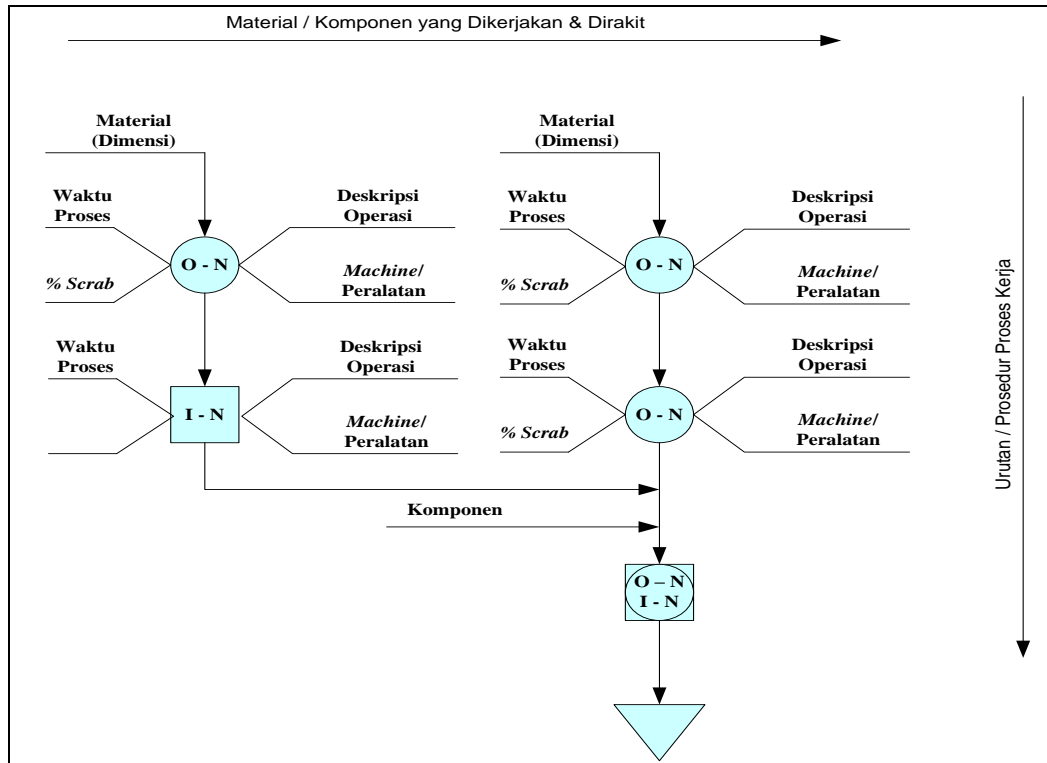 Material / Komponen yang Dikerjakan & Dirakit
Material
(Dimensi)
Material
(Dimensi)
Waktu
Proses
Deskripsi
Operasi
Waktu
Proses
Deskripsi
Operasi
O - N
O - N
% Scrab
Machine/
Peralatan
% Scrab
Machine/
Peralatan
Waktu
Proses
Deskripsi
Operasi
Waktu
Proses
Deskripsi
Operasi
I - N
O - N
Machine/
Peralatan
% Scrab
Machine/
Peralatan
Komponen
O – N
I - N
Urutan / Prosedur Proses Kerja